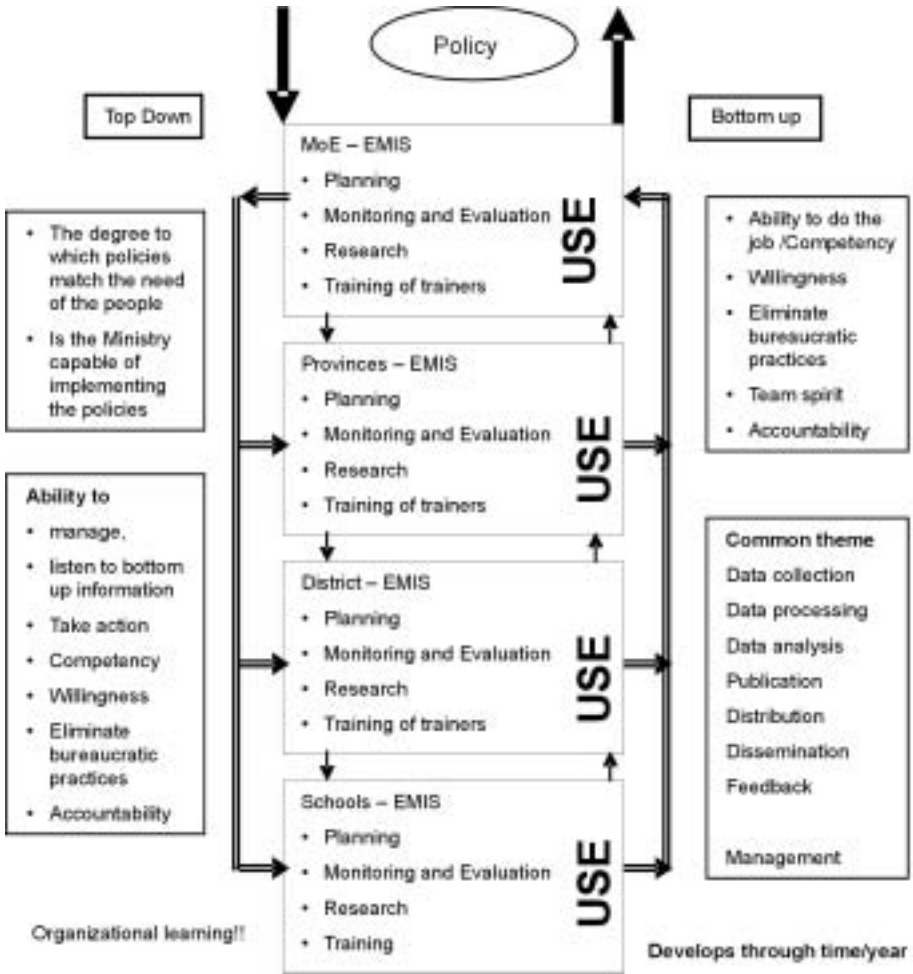 Policy
Top Down
Bottom up
MoE – EMIS
• Planning
• Monitoring and Evaluation
• Research
• Training of trainers
USE
• The degree to
which policies
match the need
of the people
• Is the Ministry
capable of
implementing
the policies
• Ability to do the
job /Competency
• Willingness
• Eliminate
bureaucratic
practices
• Team spirit
• Accountability
Provinces – EMIS
• Planning
• Monitoring and Evaluation
• Research
• Training of trainers
USE
Ability to
• manage,
• listen to bottom
up information
• Take action
• Competency
• Willingness
• Eliminate
bureaucratic
practices
• Accountability
District – EMIS
• Planning
• Monitoring and Evaluation
• Research
• Training of trainers
USE
Common theme
Data collection
Data processing
Data analysis
Publication
Distribution
Dissemination
Feedback
Management
Schools – EMIS
• Planning
• Monitoring and Evaluation
• Research
• Training
USE
Organizational learning!!
Develops through time/year